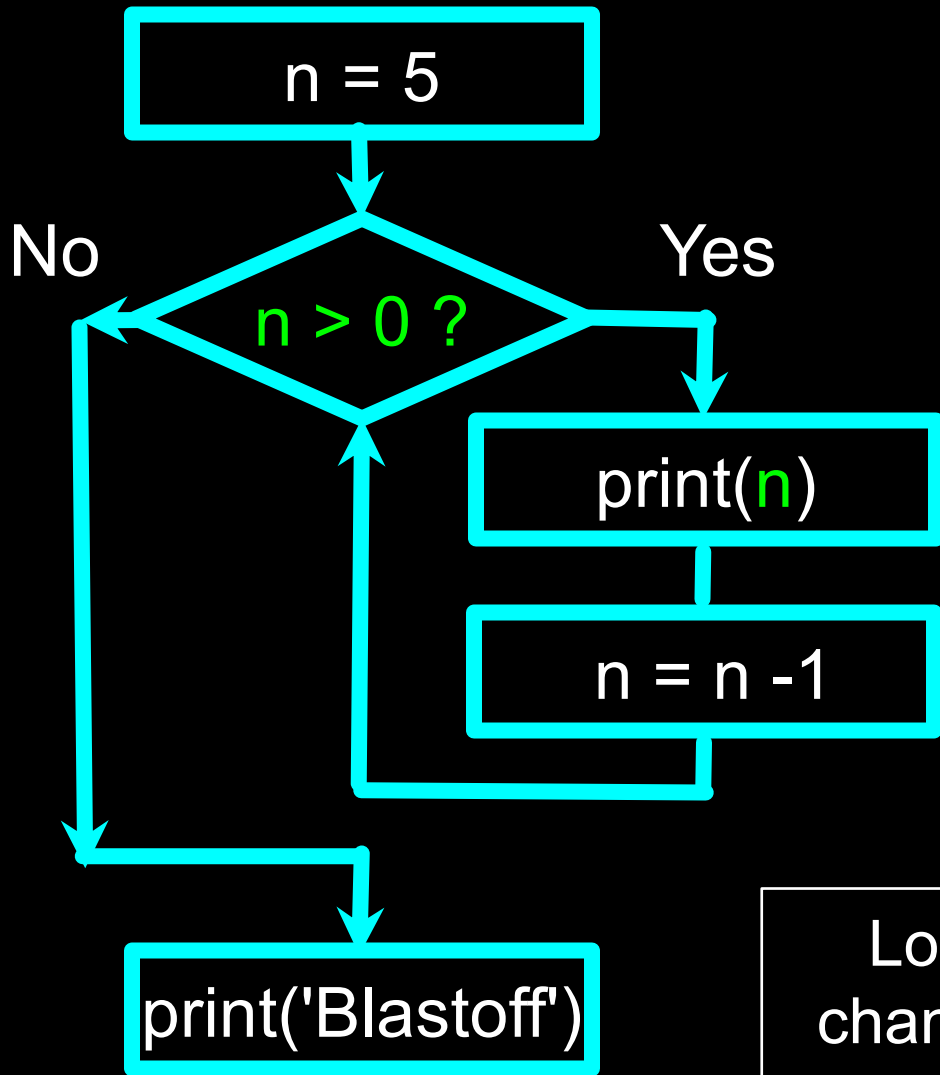 n = 5
No
Yes
n > 0 ?
print(n)
n = n -1
print('Blastoff')